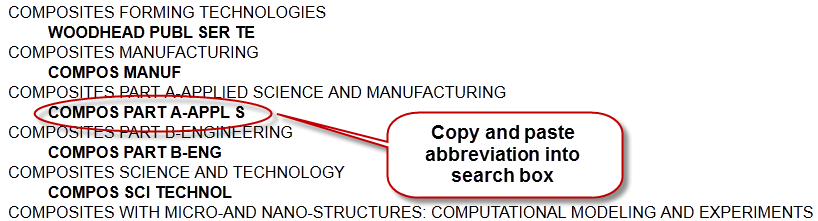 COMPOSITES FORMING TECHNOLOGIES
WOODHEAD PUBL SER TE
COMPOSITES MANUFACTURING
COMPOS MANUF
COMPOSITES PART A-APPLIED SCIENCE AND MANUFACTURING
COMPOS PART A-APPL S
COMPOSITES PART B-ENGINEERING
COMPOS PART B-ENG
COMPOSITES SCIENCE AND TECHNOLOGY
COMPOS SCI TECHNOL
COMPOSITES WITH MICRO-AND NANO-STRUCTURES: COMPUTATIONAL MODELING AND EXPERIMENTS
Copy and paste
abbreviation into
search box